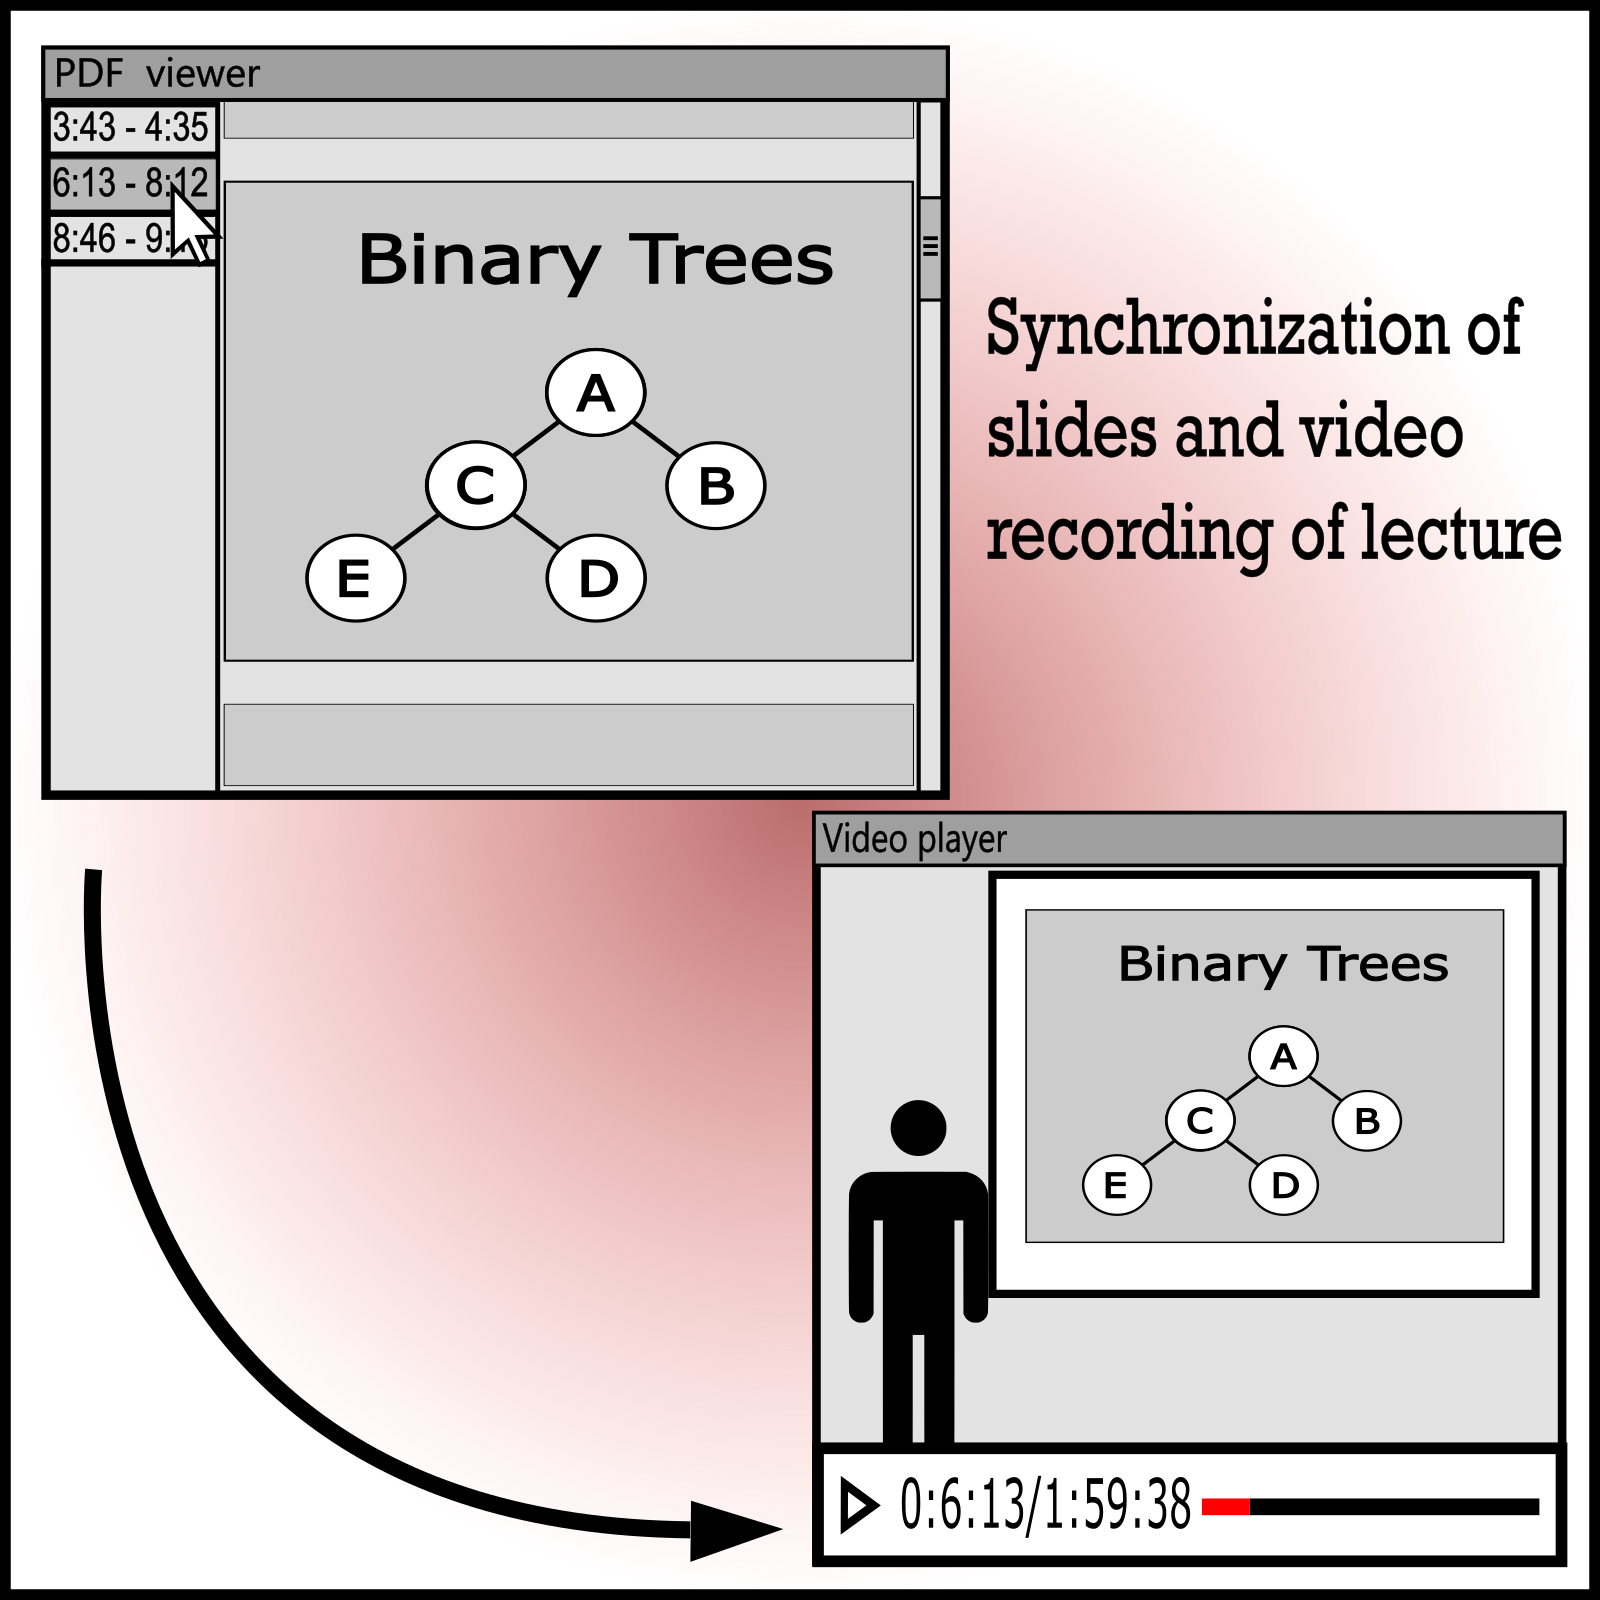 PDF viewer
3:43 - 4:35
6:13 - 8:12
8:46 - 9:
Binary Trees
A
C
B
E
D
Synchronization of
slides and video
recording of lecture
Video player
Binary Trees
A
C
B
E
D
0:6:13/1:59:38